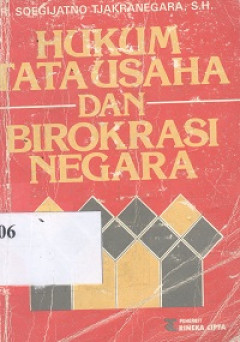 R. SOEGIJATNO TJAKRANEGARA, S.H.
HUKUM
TATA USAHA
DAN
BIROKRASI
NEGARA
06
PENERBIT
RINEKA CIPTA